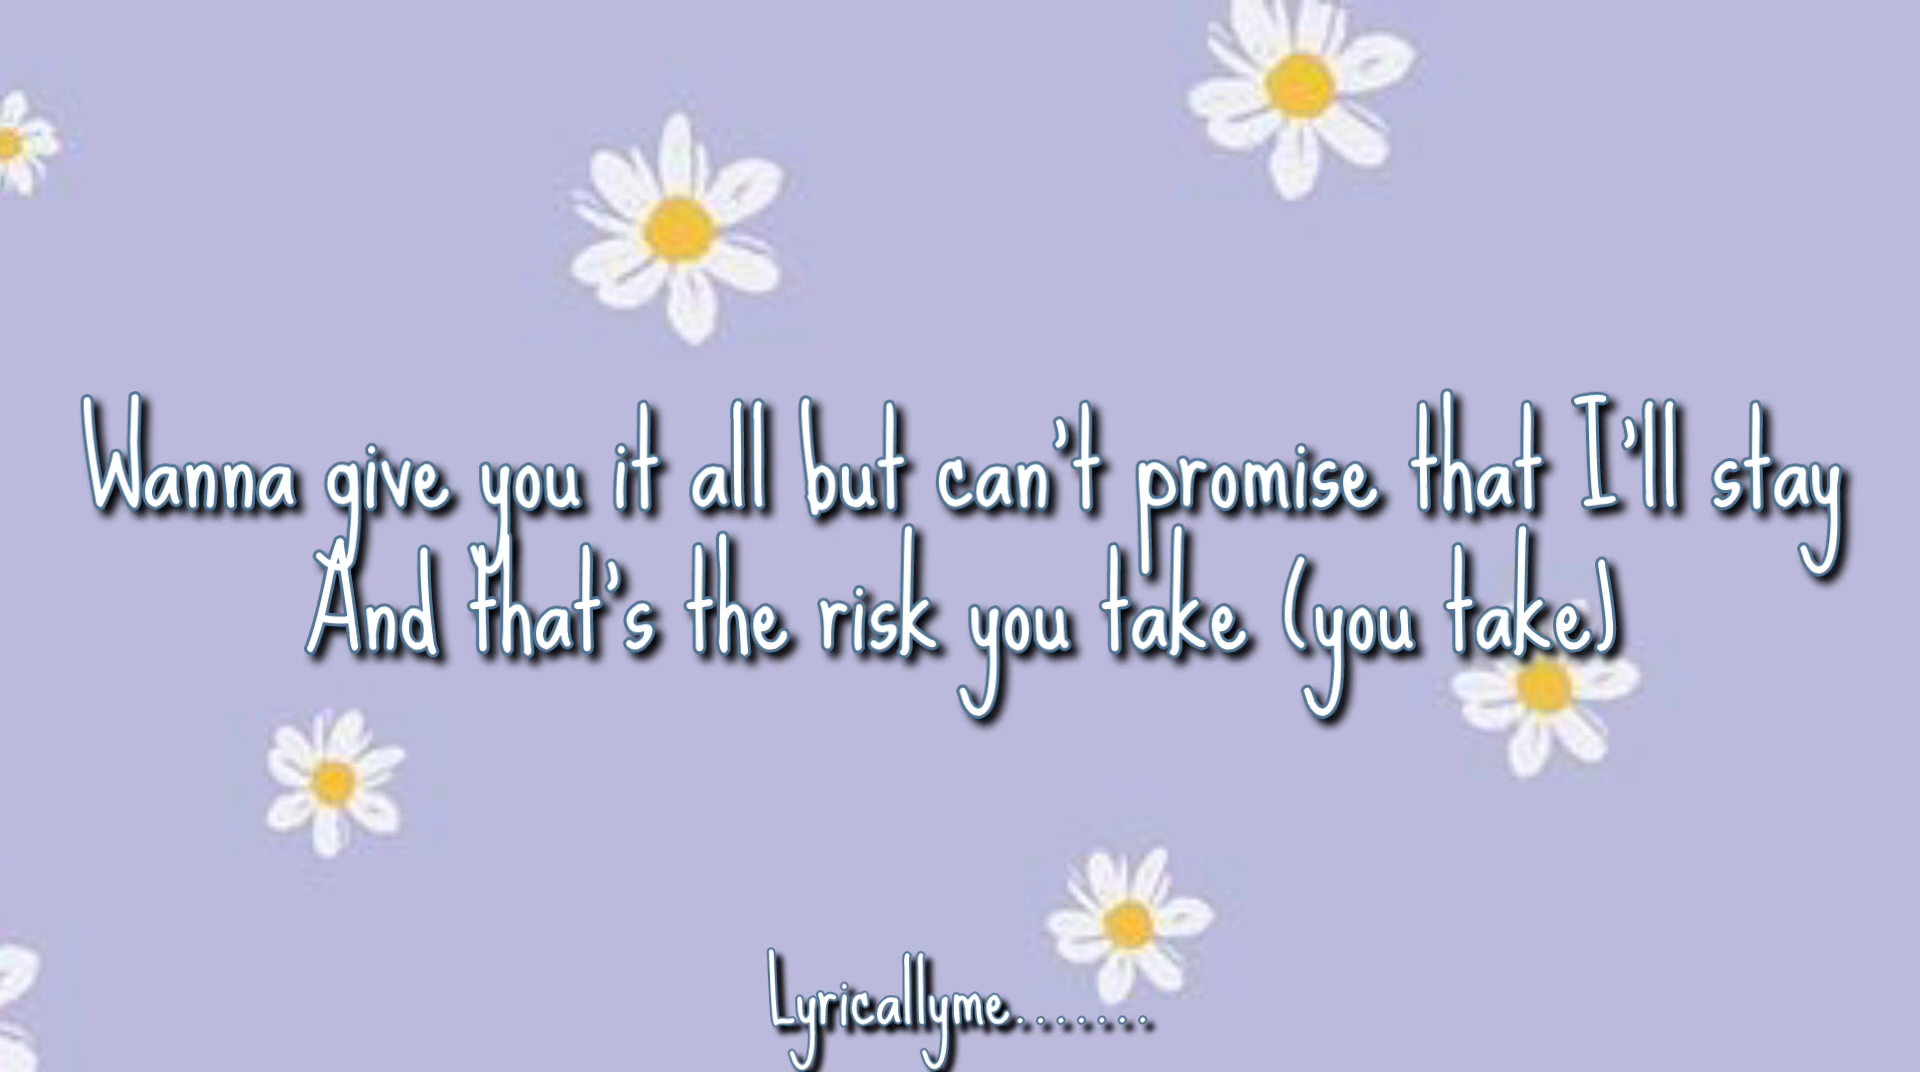 Wanna give you it all but can't promise that I'll stay
And that's the risk you take (you take)
Lyricallyme.......